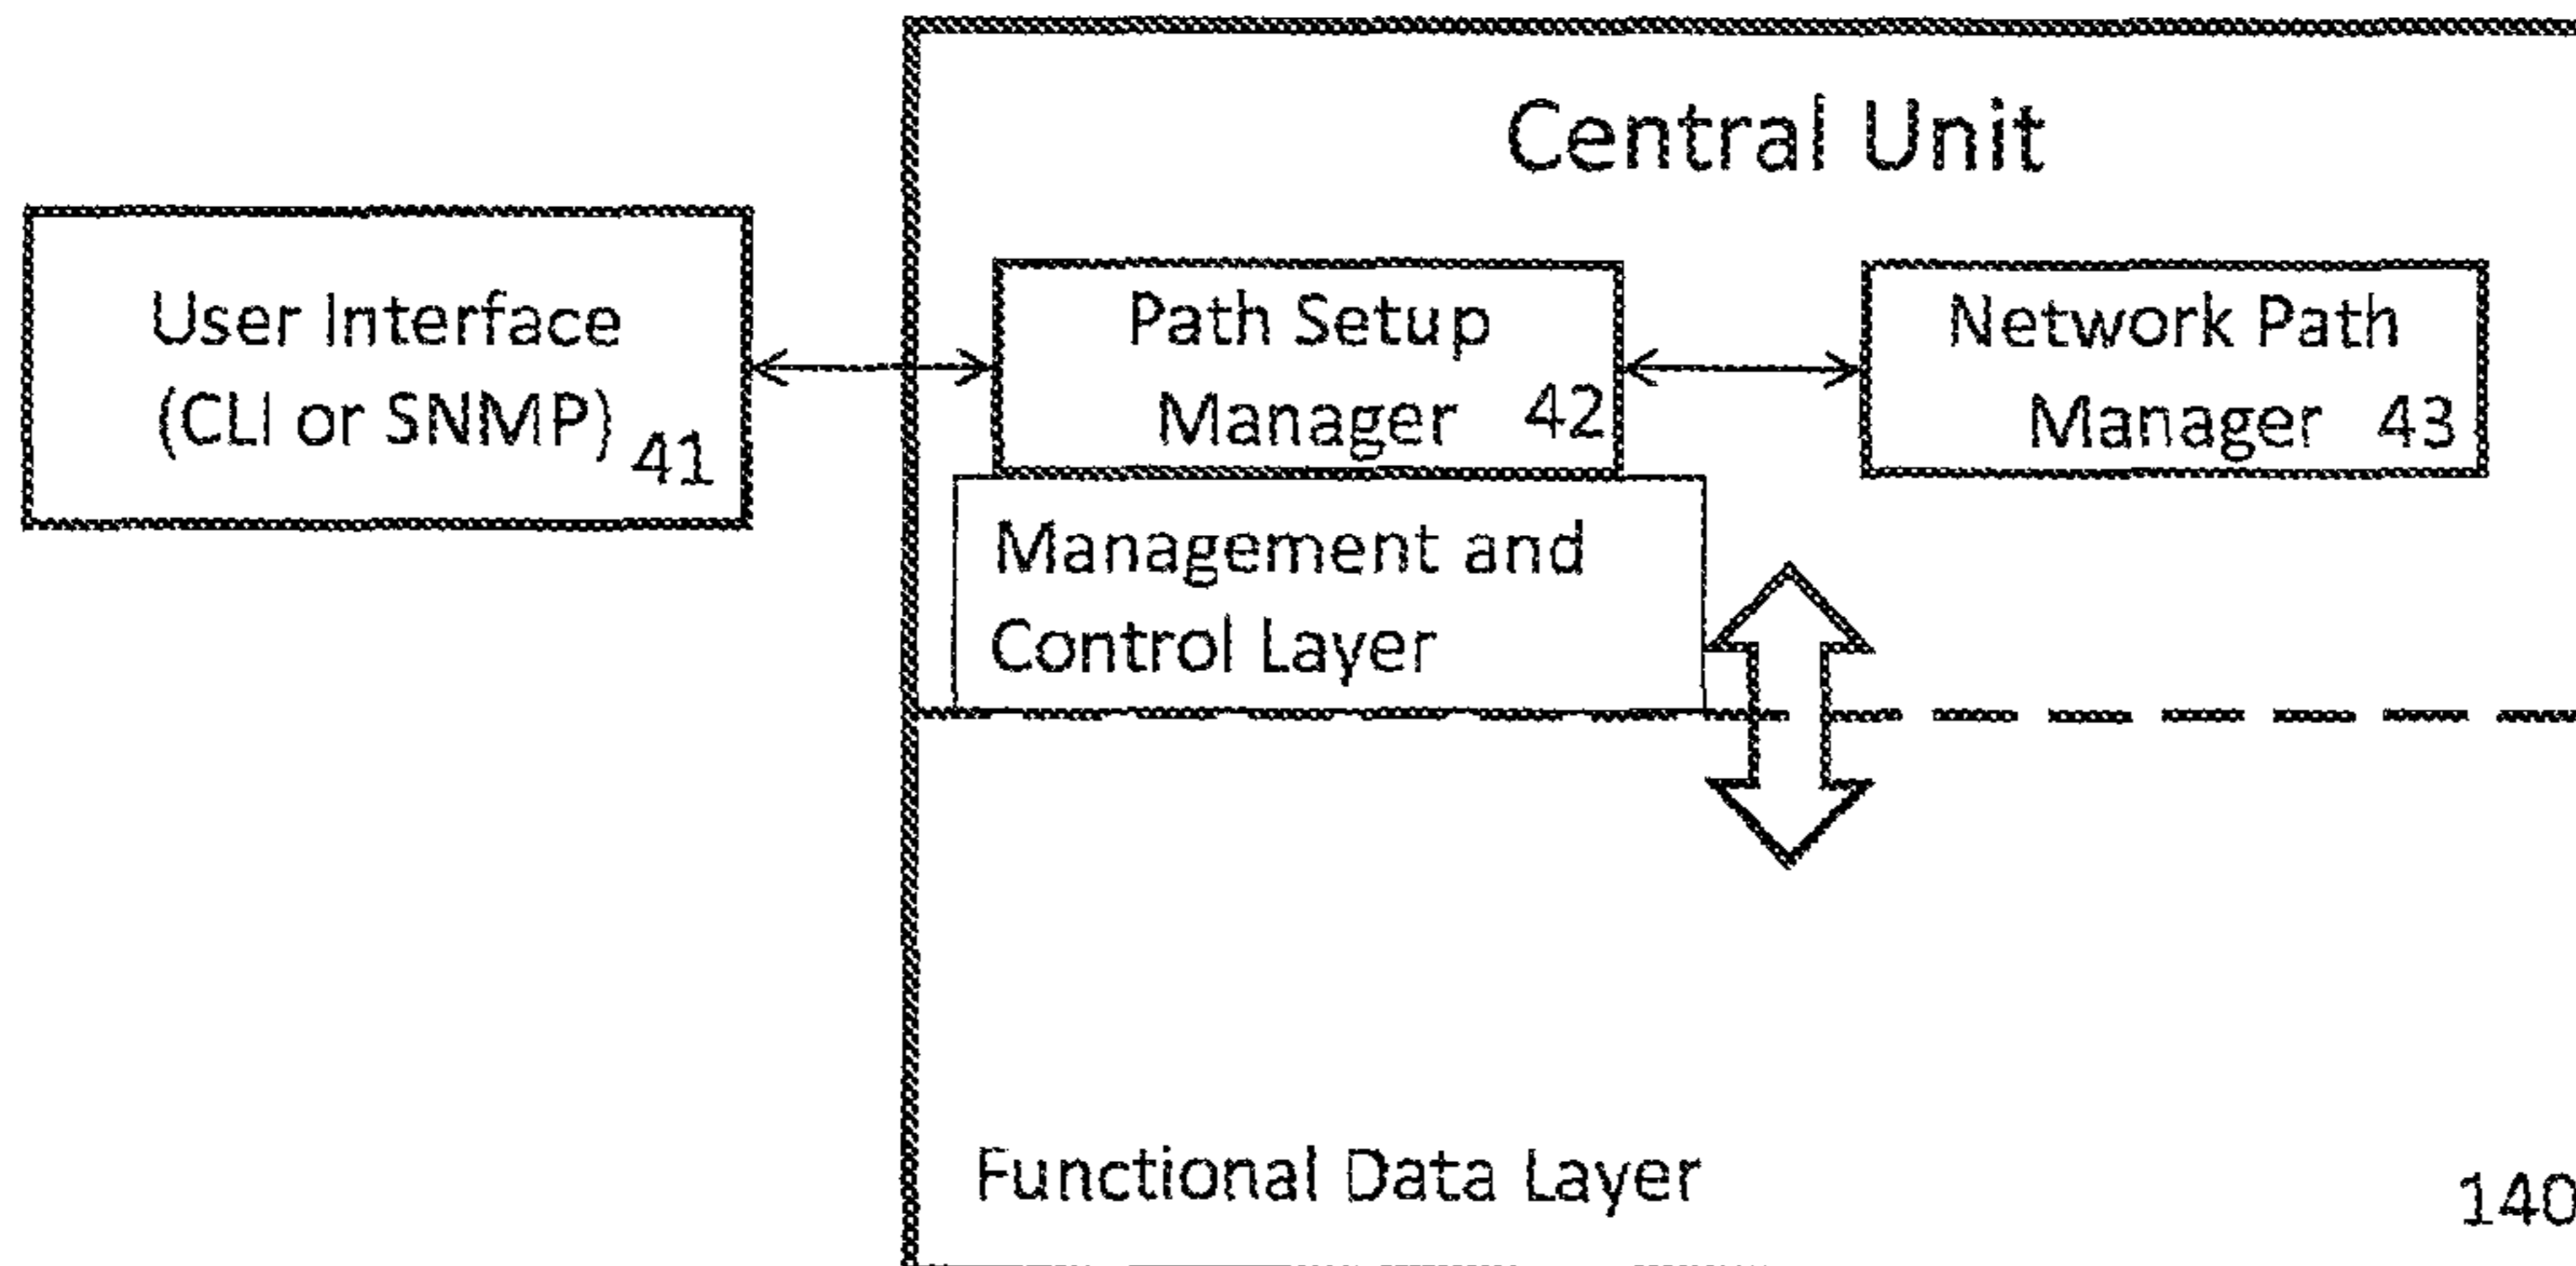 Central Unit
User Interface
(CLI or SNMP) 41
Path Setup
Manager 42
Network Path
Manager 43
Management and
Control Layer
Functional Data Layer
140